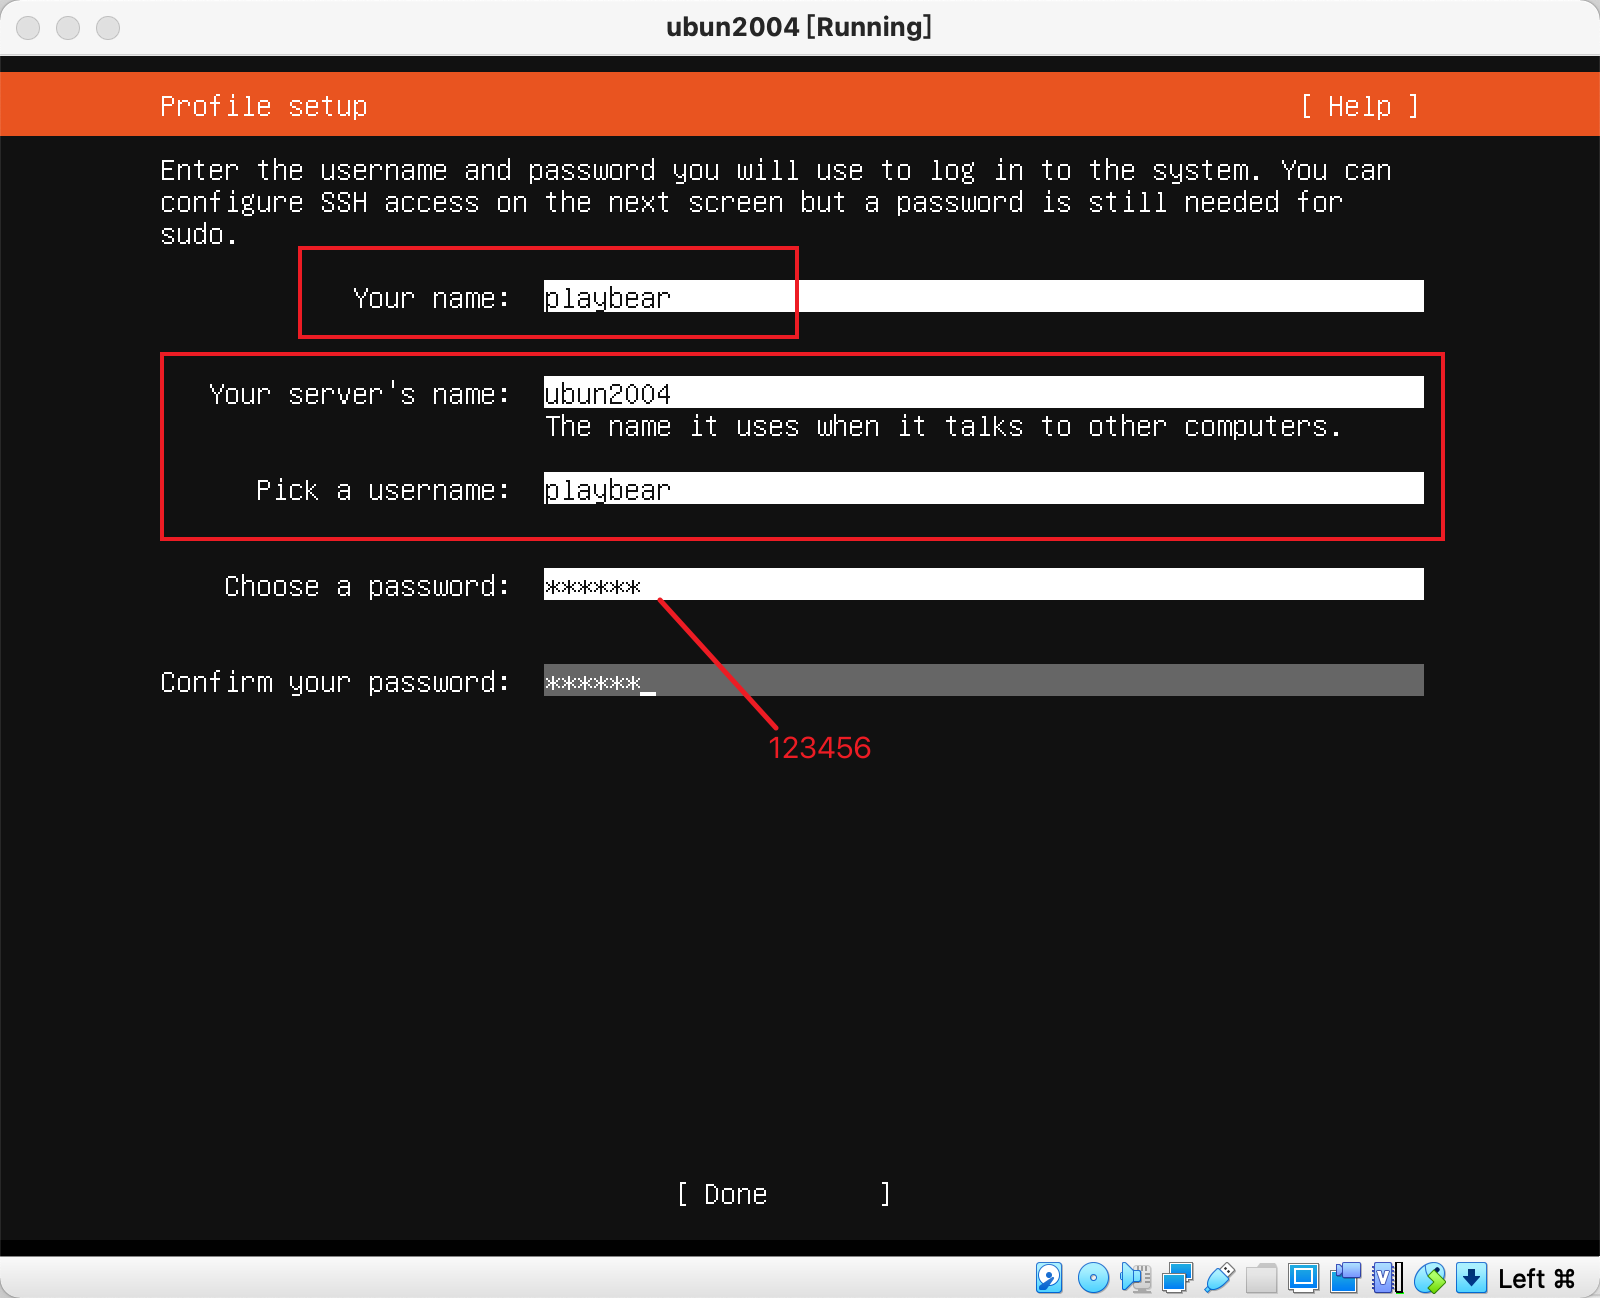 ubun2004 [Running]
Profile setup [ Help ]
Enter the username and password you will use to log in to the system. You can
configure SSH access on the next screen but a password is still needed for
sudo.
Your name: playbear
Your server's name: ubun2004
The name it uses when it talks to other computers.
Pick a username: playbear
Choose a password: ******
Confirm your password: ******_
123456
[ Done ]
Left ⌘